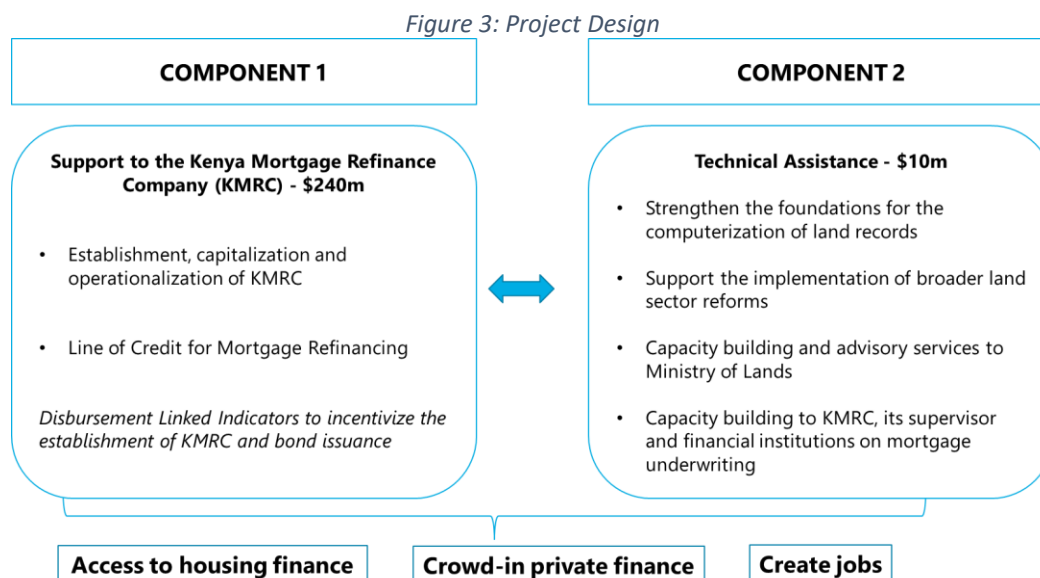 Figure 3: Project Design
COMPONENT 1
Support to the Kenya Mortgage Refinance
Company (KMRC) - $240m
• Establishment, capitalization and
operationalization of KMRC
• Line of Credit for Mortgage Refinancing
Disbursement Linked Indicators to incentivize the
establishment of KMRC and bond issuance
COMPONENT 2
Technical Assistance - $10m
• Strengthen the foundations for the
computerization of land records
• Support the implementation of broader land
sector reforms
• Capacity building and advisory services to
Ministry of Lands
• Capacity building to KMRC, its supervisor
and financial institutions on mortgage
underwriting
Access to housing finance
Crowd-in private finance
Create jobs